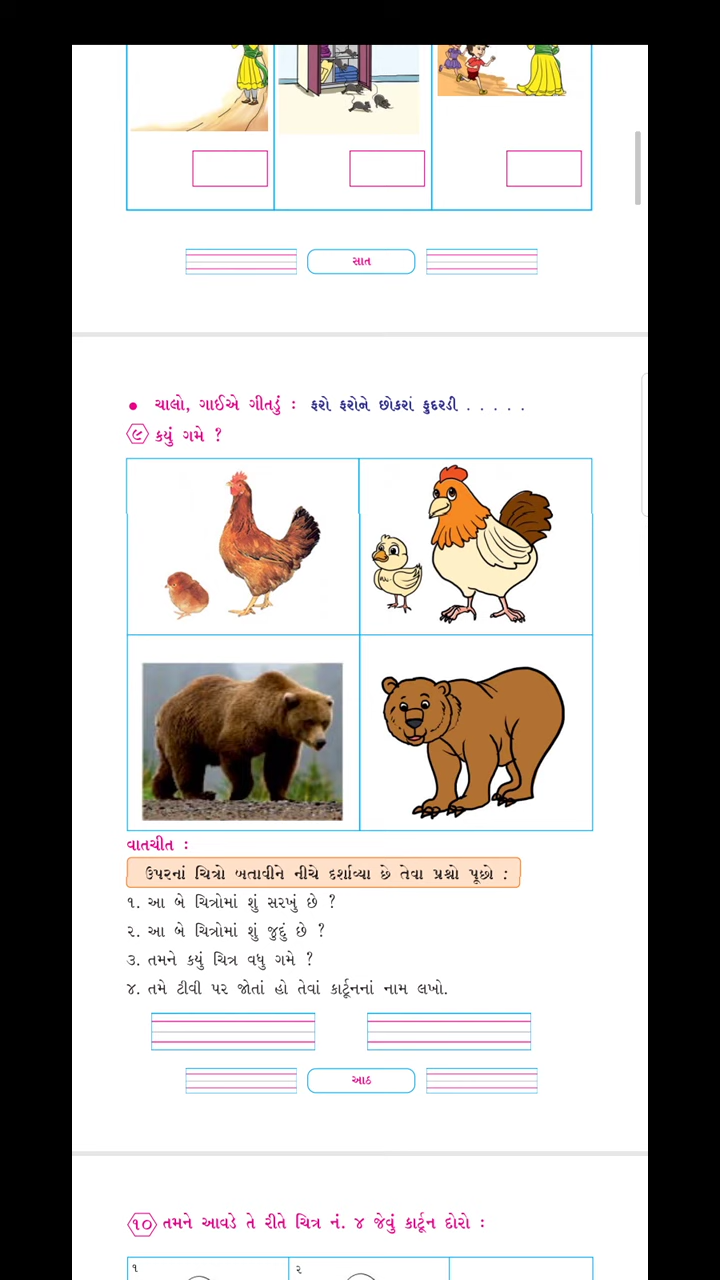 સાત
• ચાલો, ગાઈએ ગીતડું : ફરો ફરોને છોકરાં ફુદરડી . . . . .
૯ કયું ગમે ?
વાતચીત :
ઉપરનાં ચિત્રો બતાવીને નીચે દર્શાવ્યા છે તેવા પ્રશ્નો પૂછો :
૧. આ બે ચિત્રોમાં શું સરખું છે ?
૨. આ બે ચિત્રોમાં શું જુદું છે ?
૩. તમને કયું ચિત્ર વધુ ગમે ?
૪. તમે ટીવી પર જોતાં હો તેવાં કાર્ટૂનનાં નામ લખો.
આઠ
૧૦ તમને આવડે તે રીતે ચિત્ર નં. ૪ જેવું કાર્ટૂન દોરો :
૧ ૨